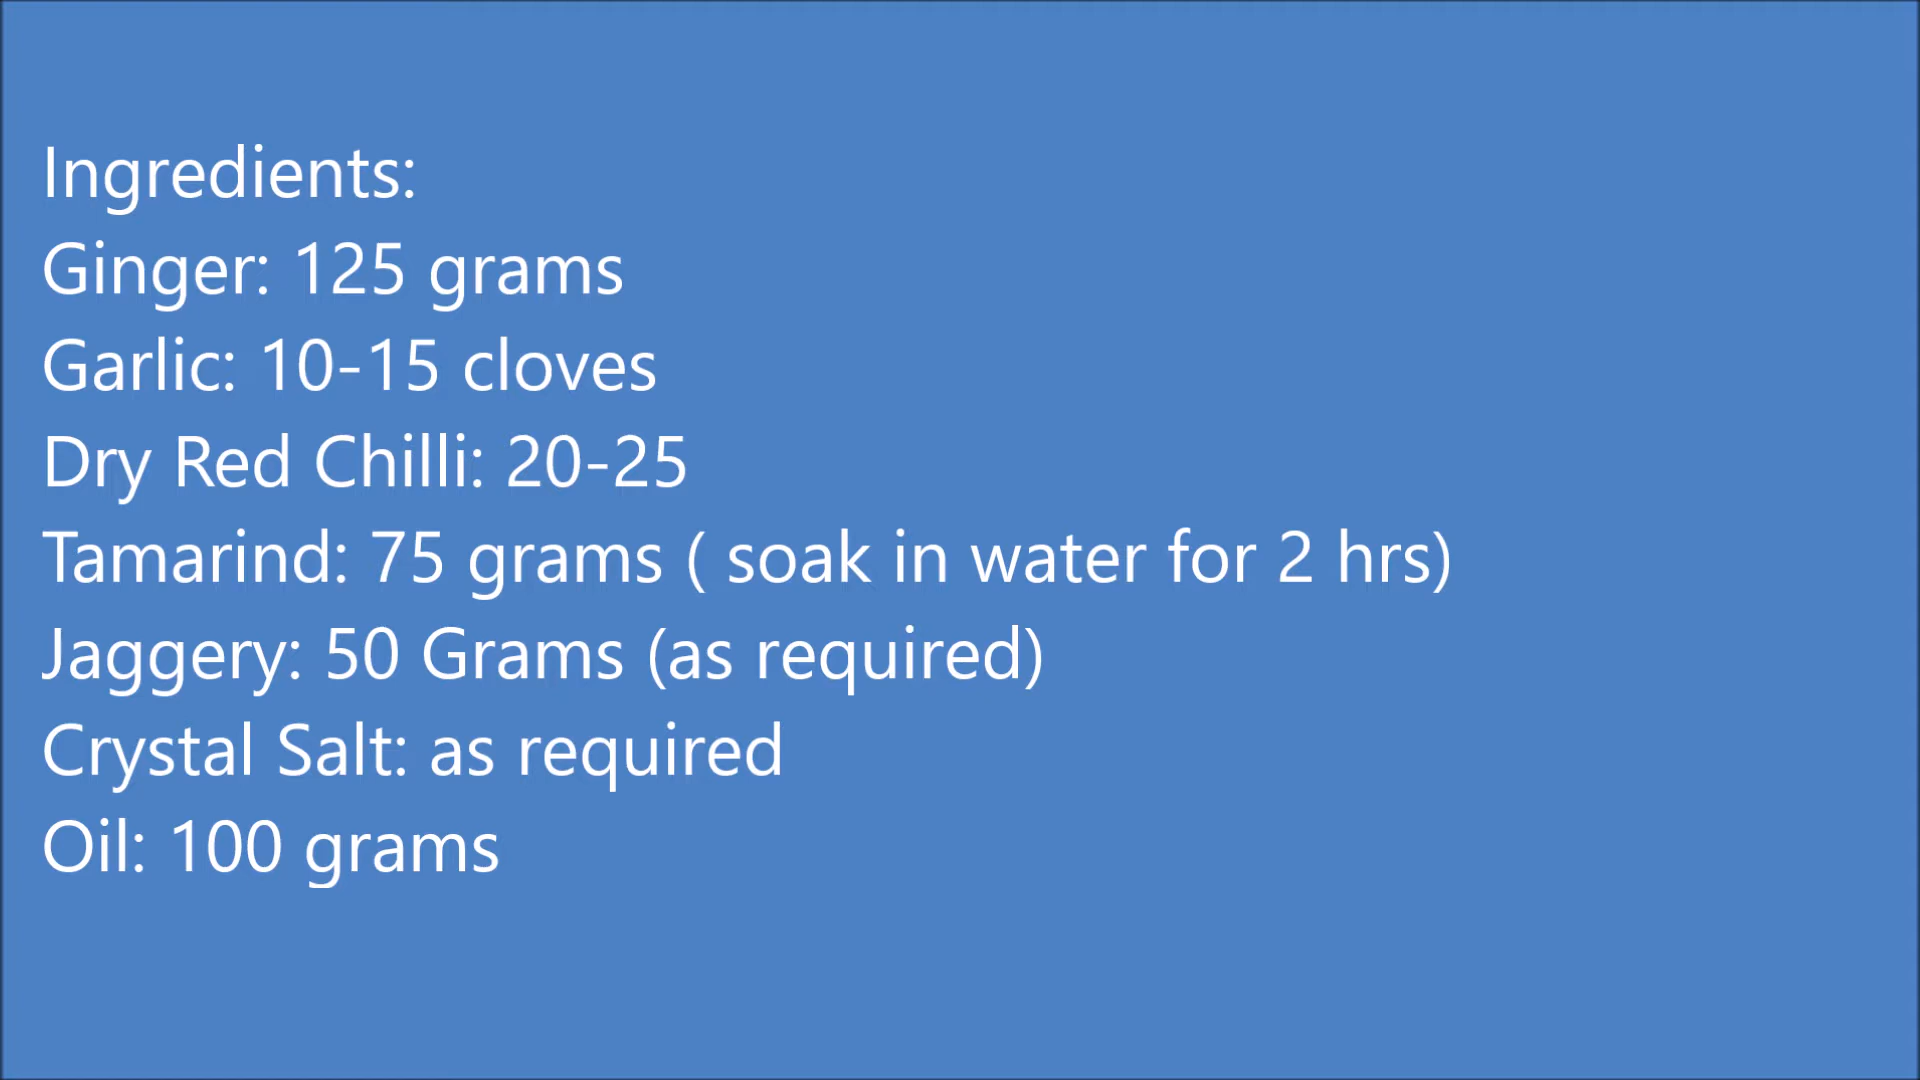 Ingredients:
Ginger: 125 grams
Garlic: 10-15 cloves
Dry Red Chilli: 20-25
Tamarind: 75 grams ( soak in water for 2 hrs)
Jaggery: 50 Grams (as required)
Crystal Salt: as required
Oil: 100 grams